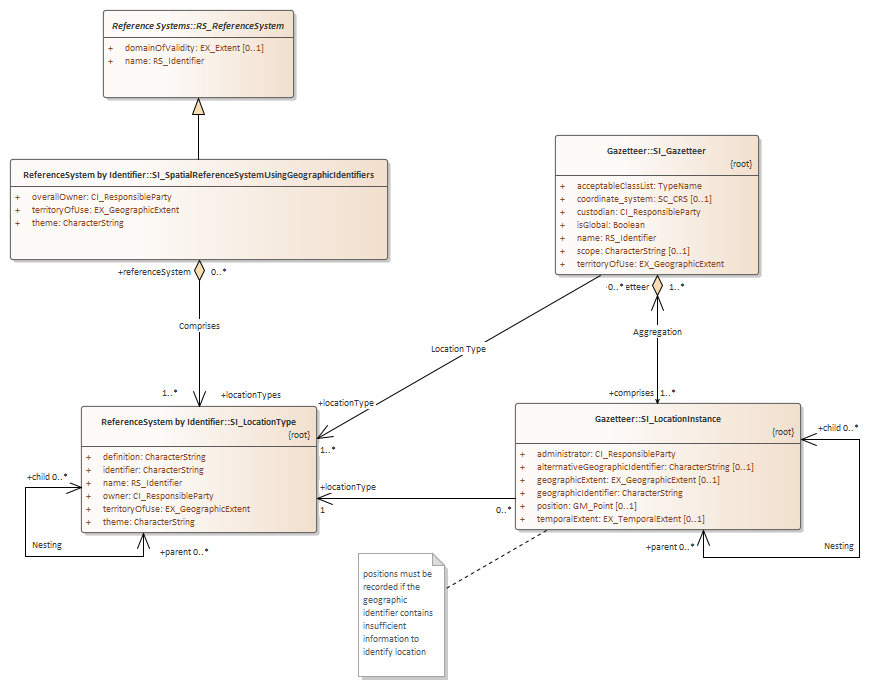 Reference Systems::RS_ReferenceSystem
+ domainOfValidity: EX_Extent [0..1]
+ name: RS_Identifier
ReferenceSystem by Identifier::SI_SpatialReferenceSystemUsingGeographicIdentifiers
+ overallOwner: CI_ResponsibleParty
+ territoryOfUse: EX_GeographicExtent
+ theme: CharacterString
Gazetteer::SI_Gazetteer
{root}
+ acceptableClassList: TypeName
+ coordinate_system: SC_CRS [0..1]
+ custodian: CI_ResponsibleParty
+ isGlobal: Boolean
+ name: RS_Identifier
+ scope: CharacterString [0..1]
+ territoryOfUse: EX_GeographicExtent
+referenceSystem 0..*
Comprises
1..* +locationTypes
0..* etteer 1..*
Aggregation
+comprises 1..*
Location Type
+locationType
1..*
ReferenceSystem by Identifier::SI_LocationType
{root}
+ definition: CharacterString
+ identifier: CharacterString
+ name: RS_Identifier
+ owner: CI_ResponsibleParty
+ territoryOfUse: EX_GeographicExtent
+ theme: CharacterString
+child 0..*
Nesting
+parent 0..*
+locationType
1 0..*
Gazetteer::SI_LocationInstance
{root}
+ administrator: CI_ResponsibleParty
+ alterrnativeGeographicIdentifier: CharacterString [0..1]
+ geographicExtent: EX_GeographicExtent [0..1]
+ geographicIdentifier: CharacterString
+ position: GM_Point [0..1]
+ temporalExtent: EX_TemporalExtent [0..1]
+child 0..*
+parent 0..*
Nesting
positions must be
recorded if the
geographic
identifier contains
insufficient
information to
identify location